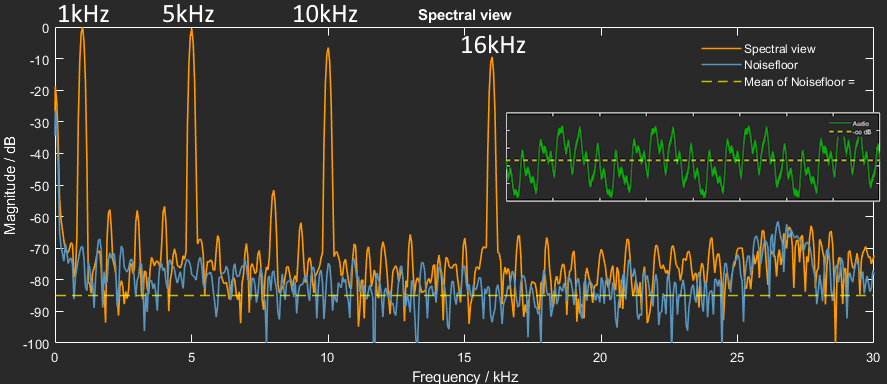 1kHz 5kHz 10kHz Spectral view
16kHz
Spectral view
Noisefloor
Mean of Noisefloor =
Audio
-oo dB
Magnitude / dB
0
-10
-20
-30
-40
-50
-60
-70
-80
-90
-100
0 5 10 15 20 25 30
Frequency / kHz